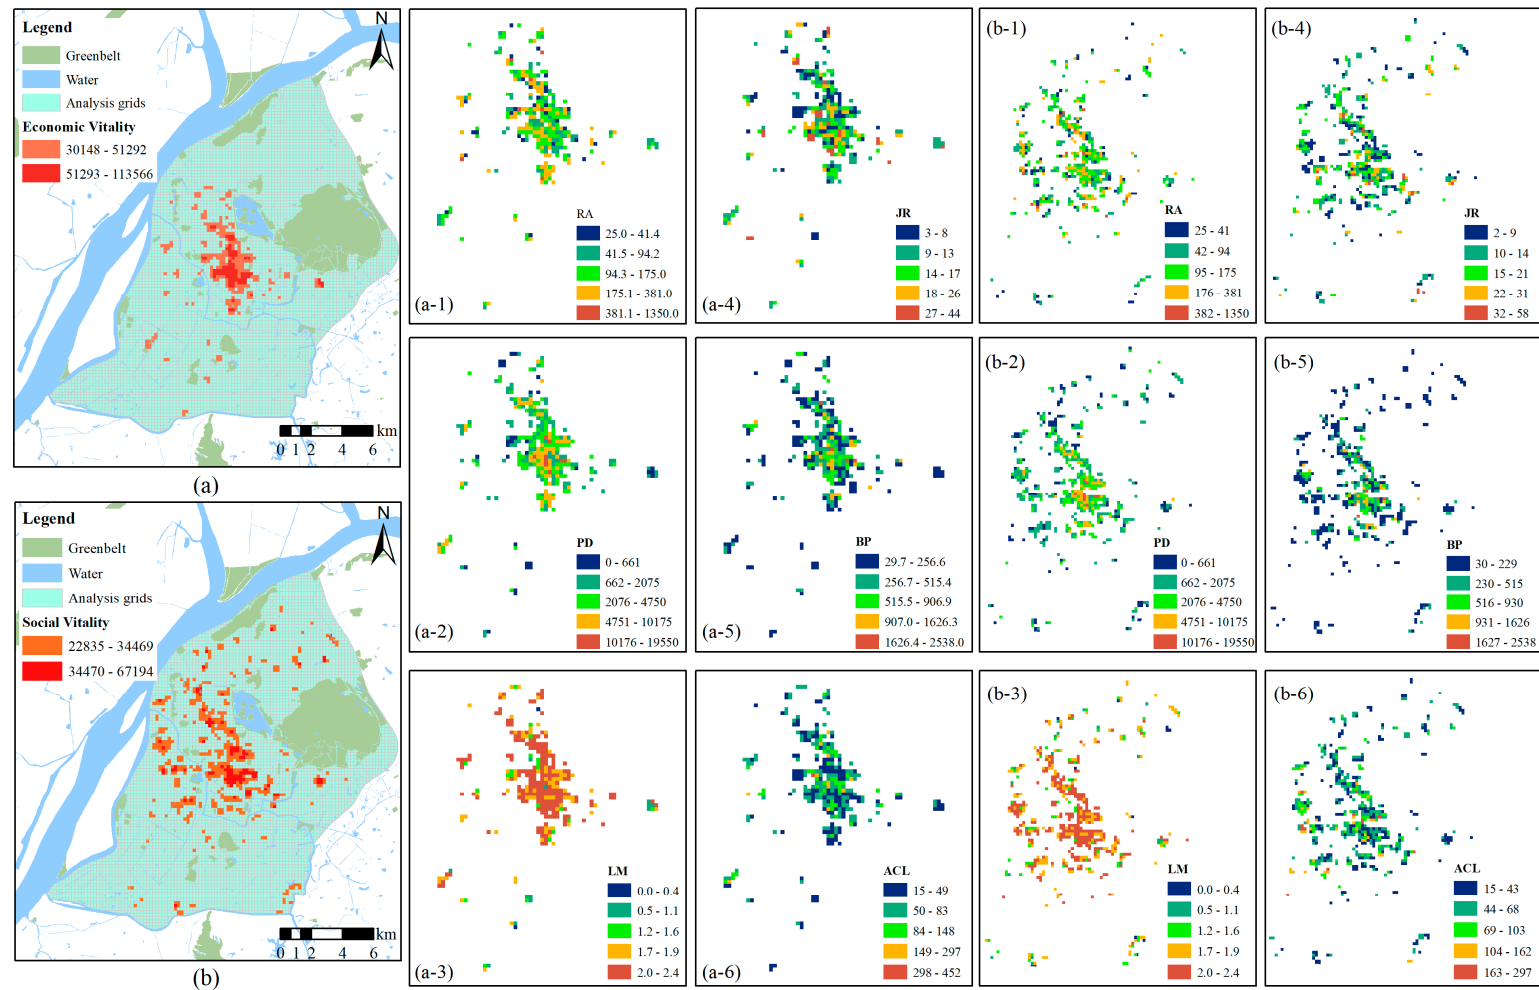 Legend
Greenbelt
Water
Analysis grids
Economic Vitality
30148 - 51292
51293 - 113566
N
km
0 1 2 4 6
(a)
RA
25.0 - 41.4
41.5 - 94.2
94.3 - 175.0
175.1 - 381.0
381.1 - 1350.0
(a-1)
JR
3 - 8
9 - 13
14 - 17
18 - 26
27 - 44
(a-4)
(b-1)
RA
25 - 41
42 - 94
95 - 175
176 - 381
382 - 1350
(b-4)
JR
2 - 9
10 - 14
15 - 21
22 - 31
32 - 58
PD
0 - 661
662 - 2075
2076 - 4750
4751 - 10175
10176 - 19550
(a-2)
BP
29.7 - 256.6
256.7 - 515.4
515.5 - 906.9
907.0 - 1626.3
1626.4 - 2538.0
(a-5)
(b-2)
PD
0 - 661
662 - 2075
2076 - 4750
4751 - 10175
10176 - 19550
(b-5)
BP
30 - 229
230 - 515
516 - 930
931 - 1626
1627 - 2538
Legend
Greenbelt
Water
Analysis grids
Social Vitality
22835 - 34469
34470 - 67194
N
km
0 1 2 4 6
(b)
LM
0.0 - 0.4
0.5 - 1.1
1.2 - 1.6
1.7 - 1.9
2.0 - 2.4
(a-3)
ACL
15 - 49
50 - 83
84 - 148
149 - 297
298 - 452
(a-6)
(b-3)
LM
0.0 - 0.4
0.5 - 1.1
1.2 - 1.6
1.7 - 1.9
2.0 - 2.4
(b-6)
ACL
15 - 43
44 - 68
69 - 103
104 - 162
163 - 297